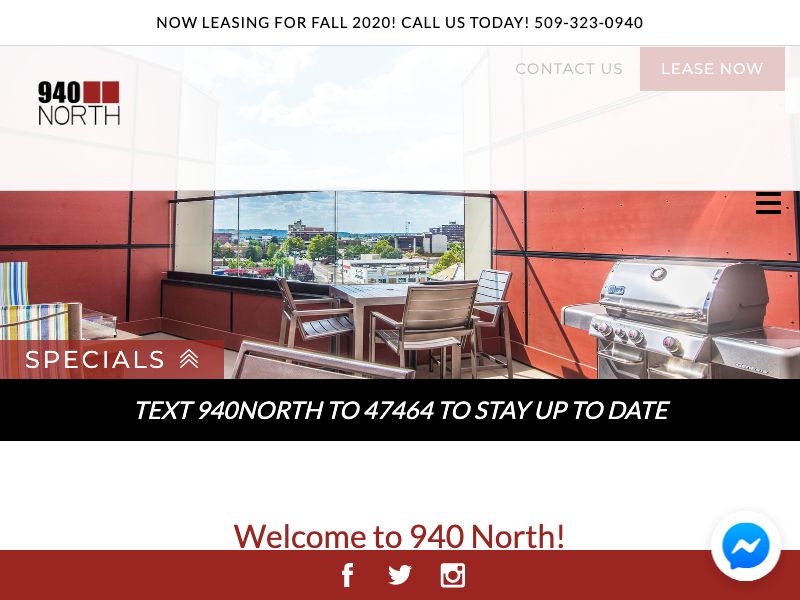 NOW LEASING FOR FALL 2020! CALL US TODAY! 509-323-0940
CONTACT US
LEASE NOW
940
NORTH
SPECIALS
TEXT 940NORTH TO 47464 TO STAY UP TO DATE
Welcome to 940 North!